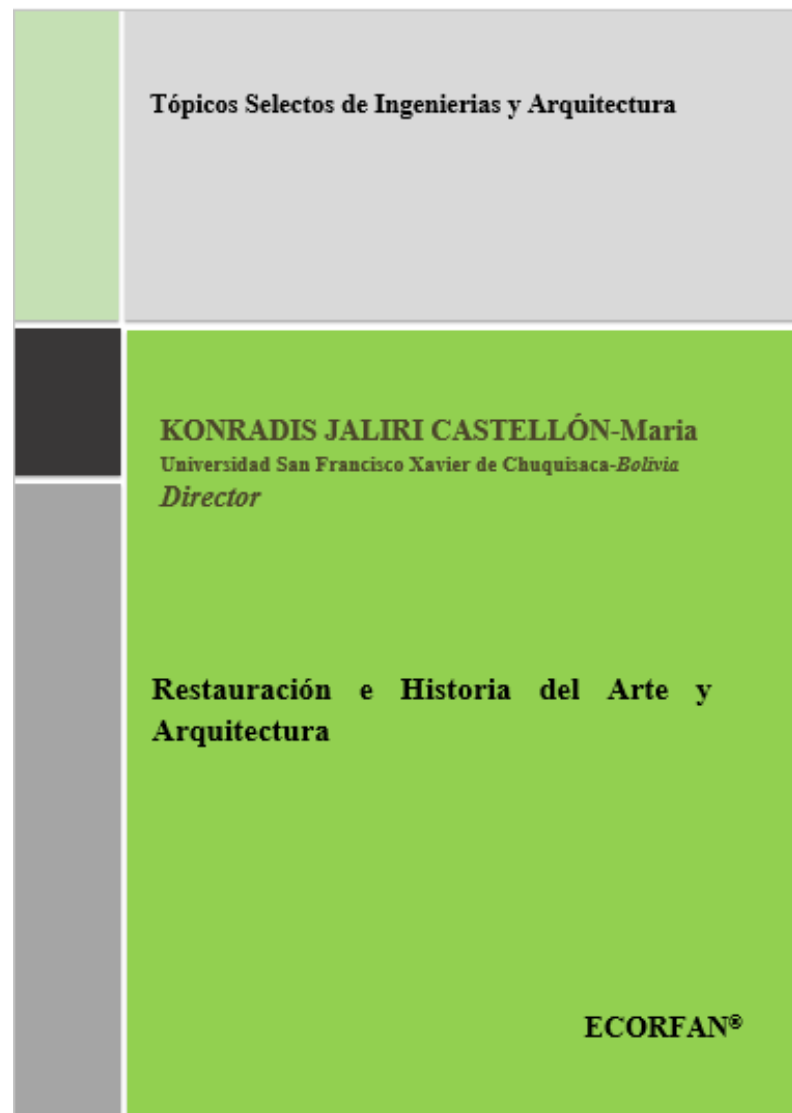 Tópicos Selectos de Ingenierias y Arquitectura
KONRADIS JALIRI CASTELLÓN-Maria
Universidad San Francisco Xavier de Chuquisaca-Bolivia
Director
Restauración e Historia del Arte y
Arquitectura
ECORFAN®